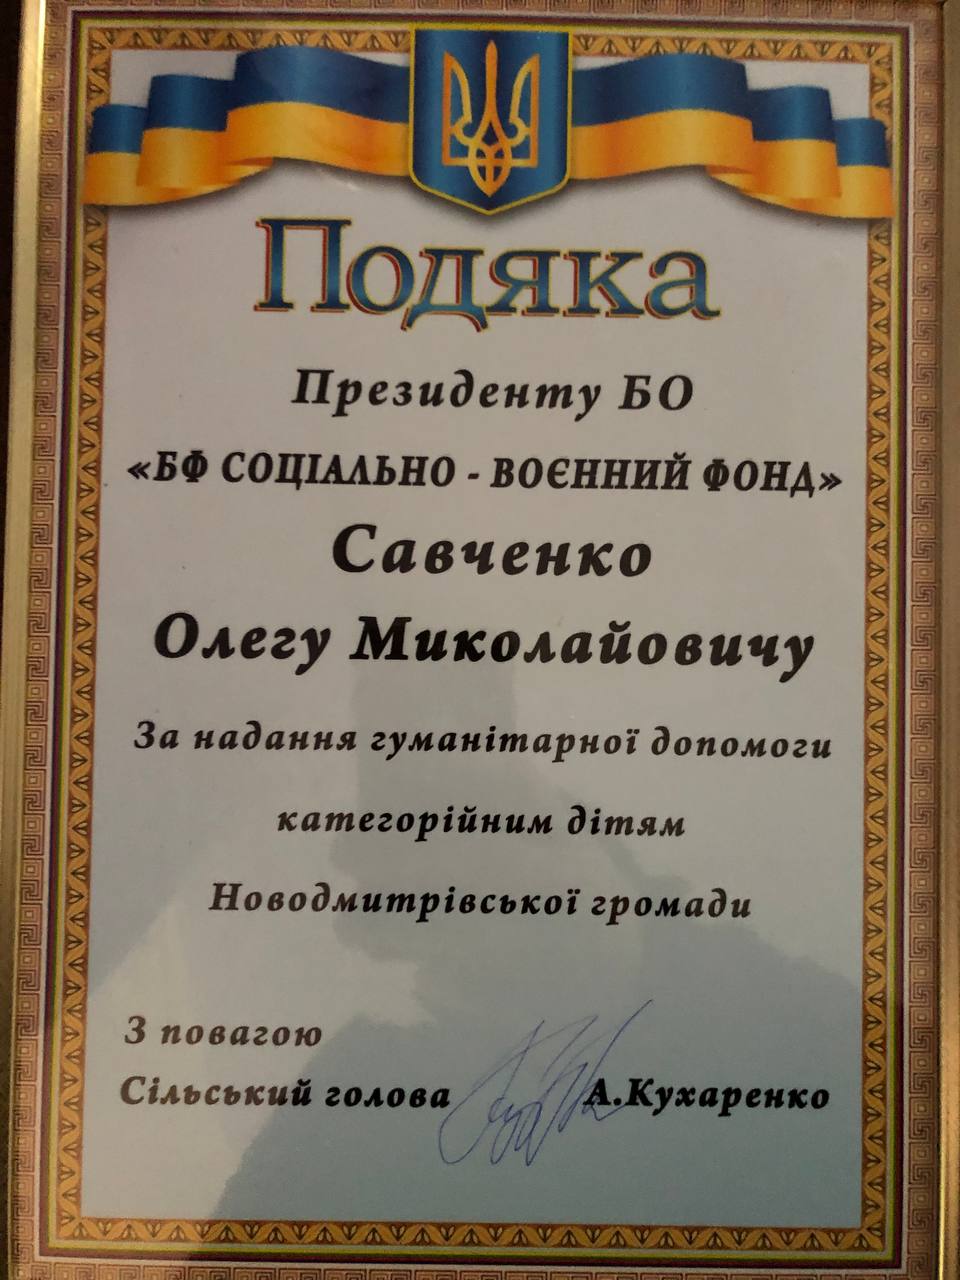 Подяка
Президенту БО
«БФ СОЦІАЛЬНО - ВОЄННИЙ ФОНД»
Савченко
Олегу Миколайовичу
За надання гуманітарної допомоги
категорійним дітям
Новодмитрівської громади
З повагою
Сільський голова А.Кухаренко